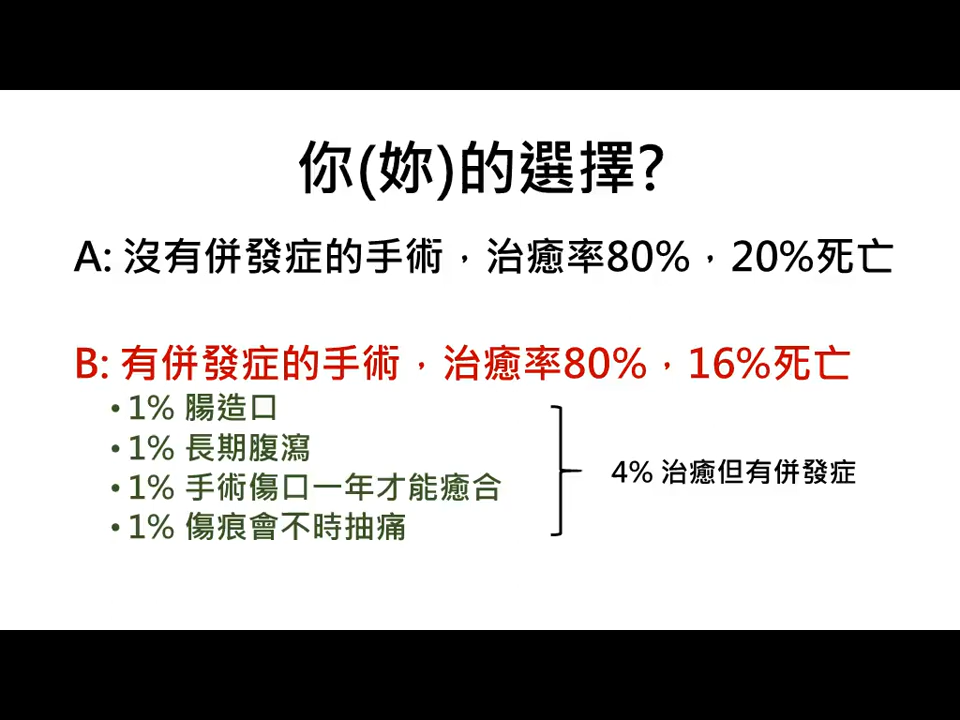 你(妳)的選擇?
A: 沒有併發症的手術，治癒率80%，20%死亡
B: 有併發症的手術，治癒率80%，16%死亡
• 1% 腸造口
• 1% 長期腹瀉
• 1% 手術傷口一年才能癒合
• 1% 傷痕會不時抽痛
4% 治癒但有併發症